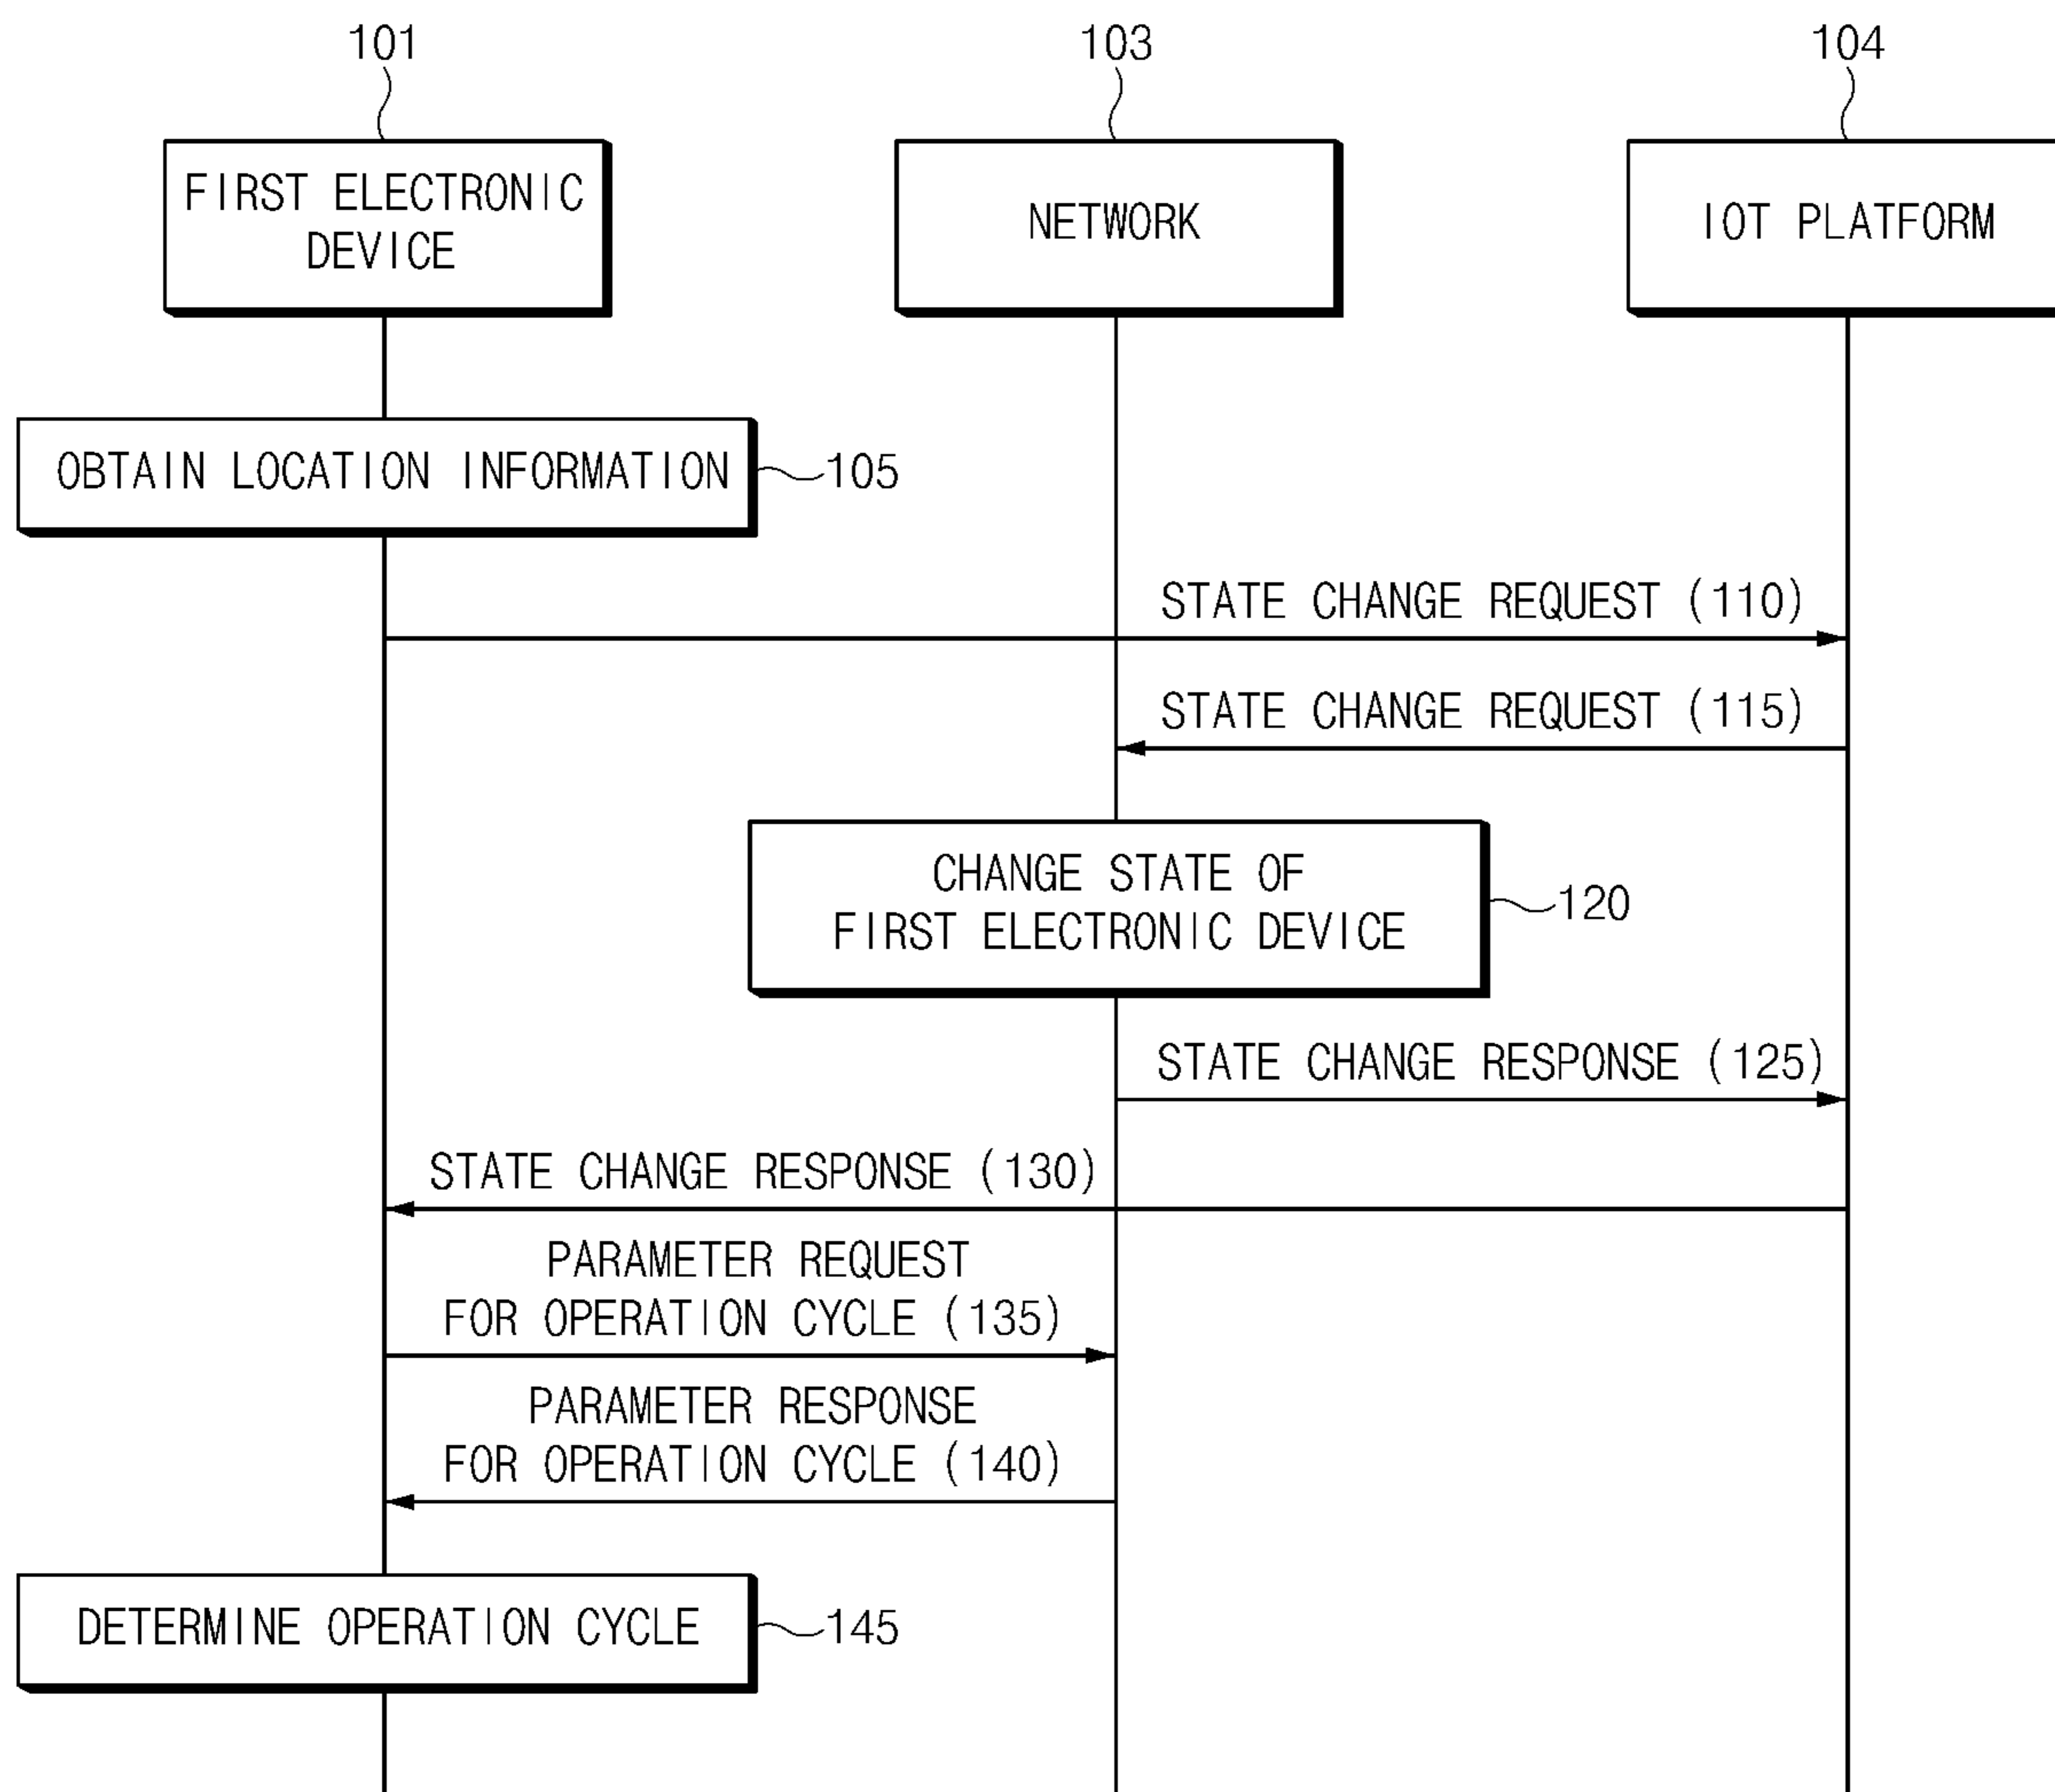 101
103
104
FIRST ELECTRONIC
DEVICE
NETWORK
IOT PLATFORM
OBTAIN LOCATION INFORMATION
105
STATE CHANGE REQUEST (110)
STATE CHANGE REQUEST (115)
CHANGE STATE OF
FIRST ELECTRONIC DEVICE
120
STATE CHANGE RESPONSE (125)
STATE CHANGE RESPONSE (130)
PARAMETER REQUEST
FOR OPERATION CYCLE (135)
PARAMETER RESPONSE
FOR OPERATION CYCLE (140)
DETERMINE OPERATION CYCLE
145